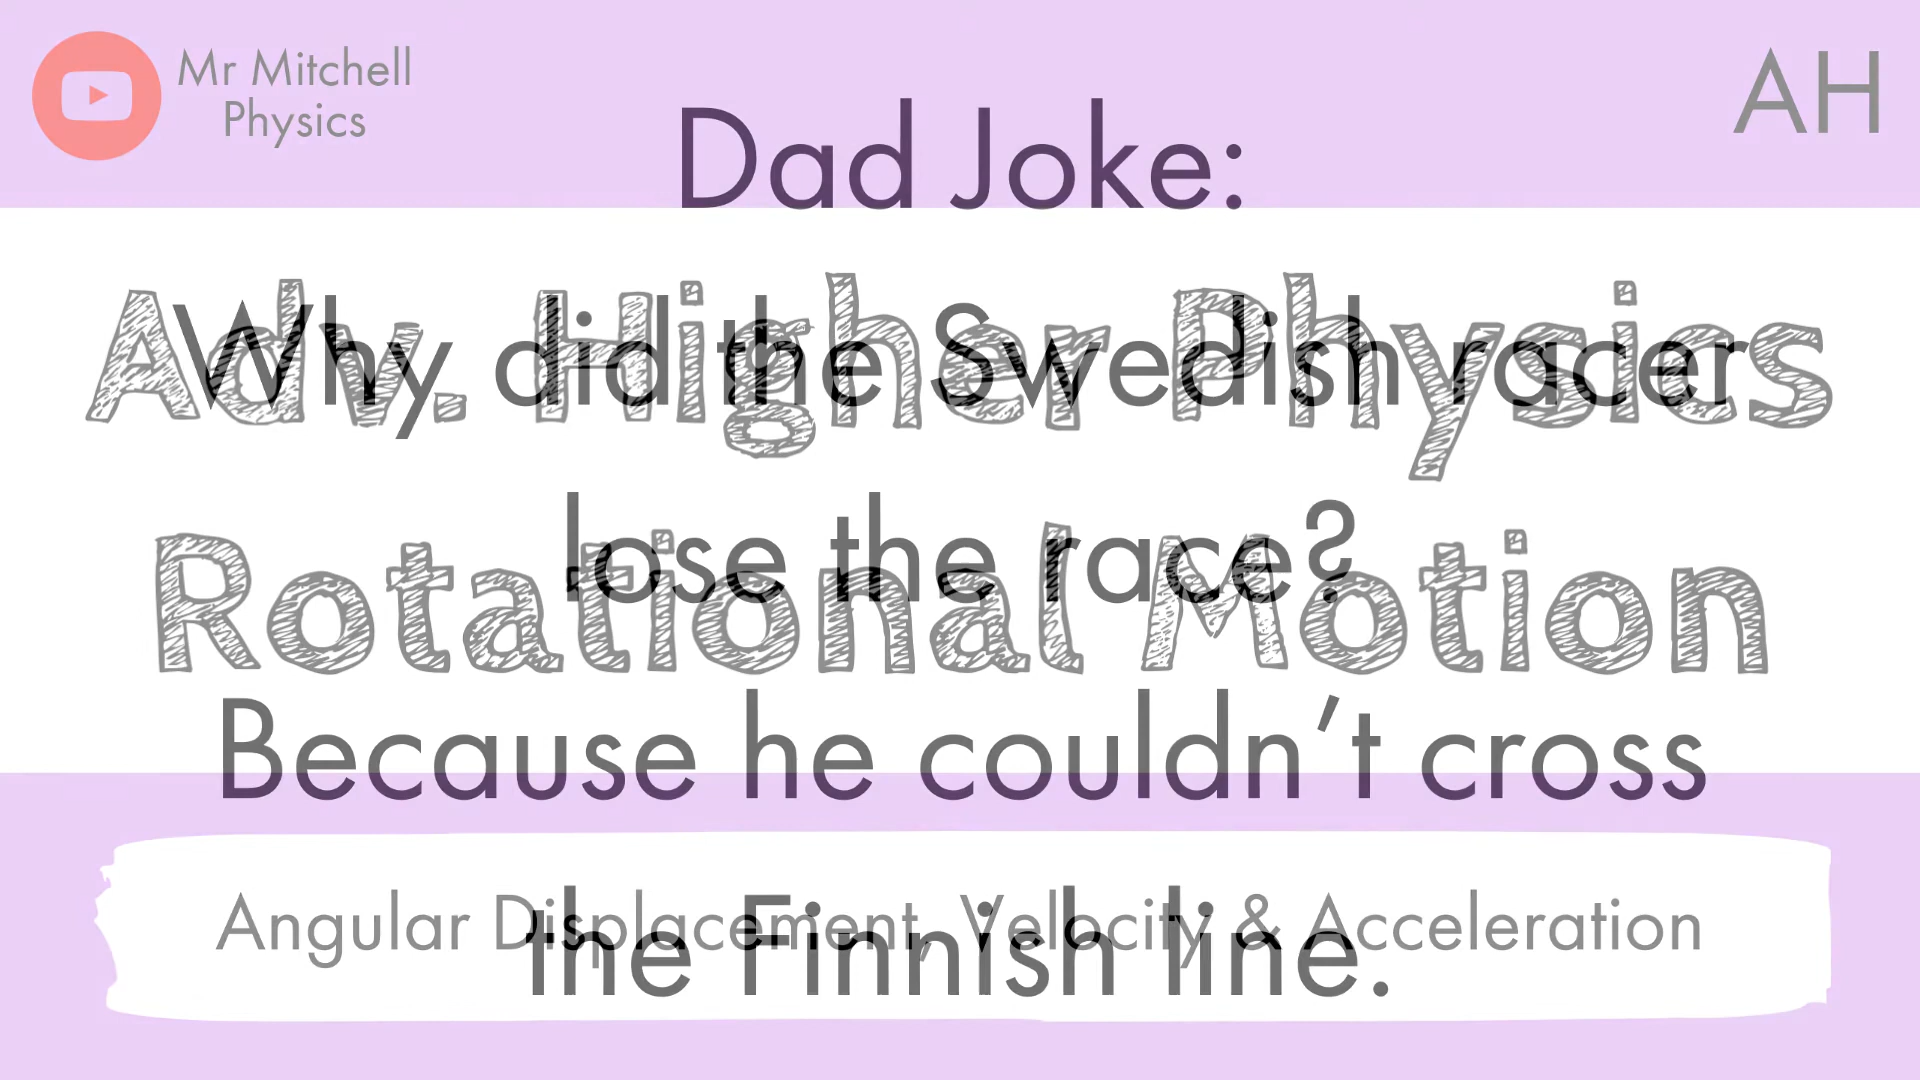 Mr Mitchell
Physics
AH
Dad Joke:
Why did the Swedish racer
lose the race?
Because he couldn’t cross
the Finnish line.
Adv. Higher Physics
Rotational Motion
Angular Displacement, Velocity & Acceleration